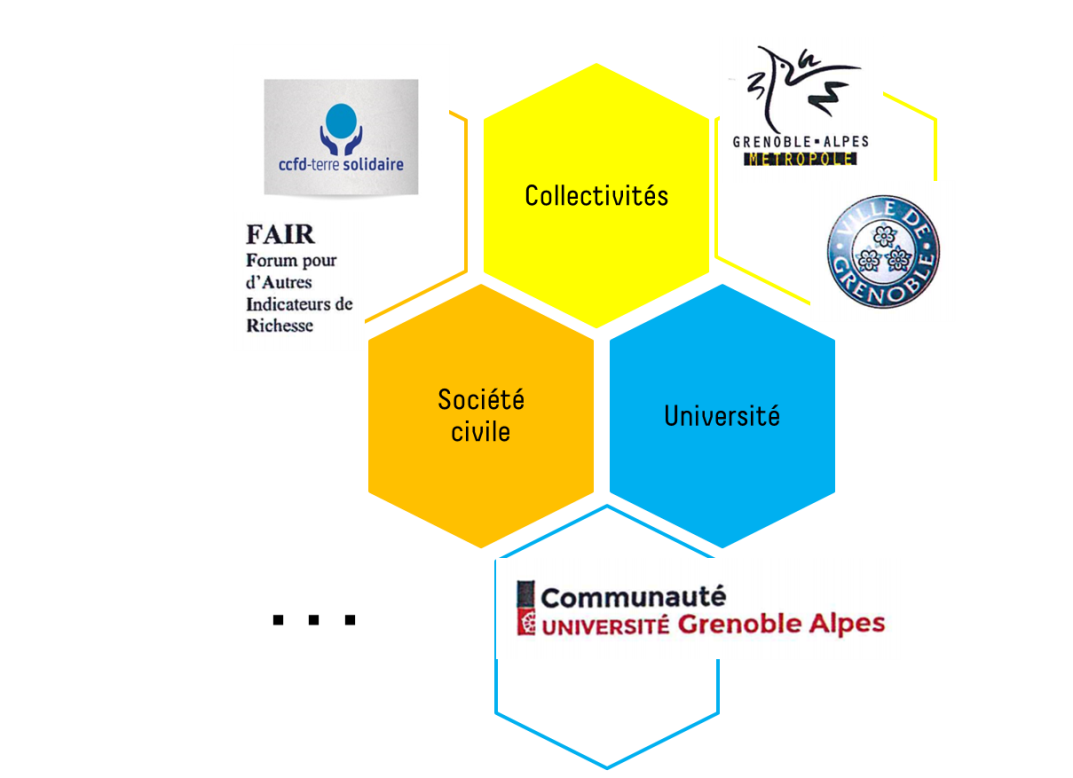 ccfd-terre solidaire
GRENOBLE-ALPES
METROPOLE
Collectivités
VILLE DE GRENOBLE
FAIR
Forum pour
d'Autres
Indicateurs de
Richesse
Société
civile
Université
Communauté
UNIVERSITÉ Grenoble Alpes
...